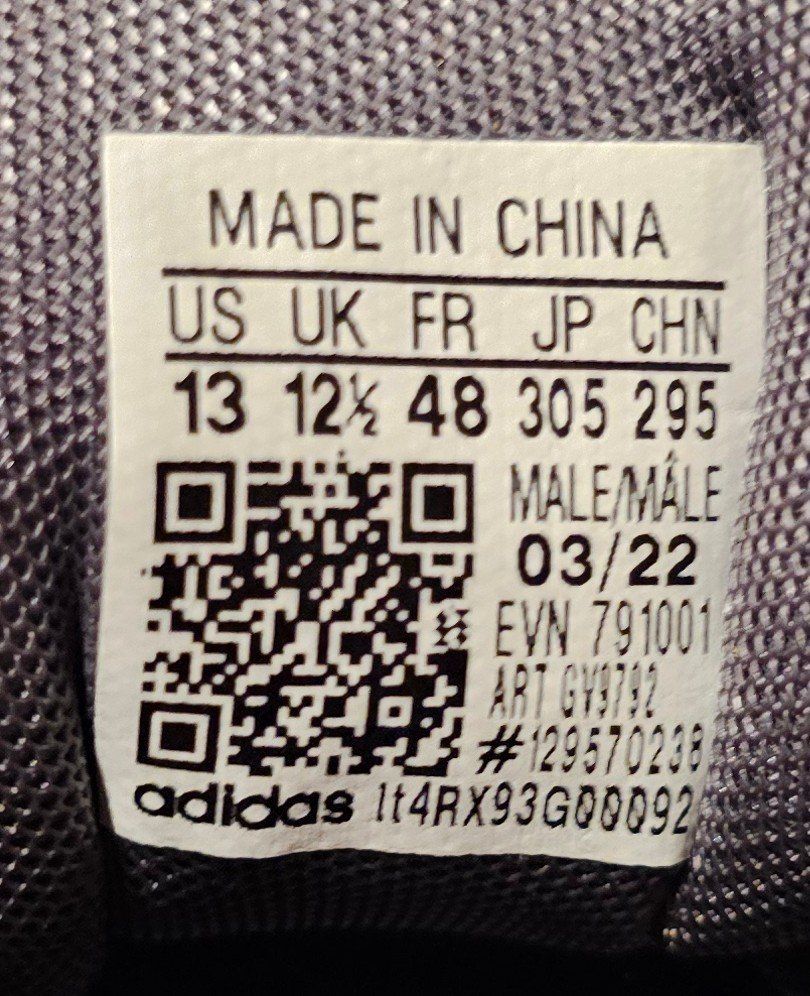 MADE IN CHINA
US UK FR JP CHN
13 12½ 48 305 295
MALE/MÂLE
03/22
EVN 791001
ART GV9792
#129570238
adidas 1t4RX93G00092